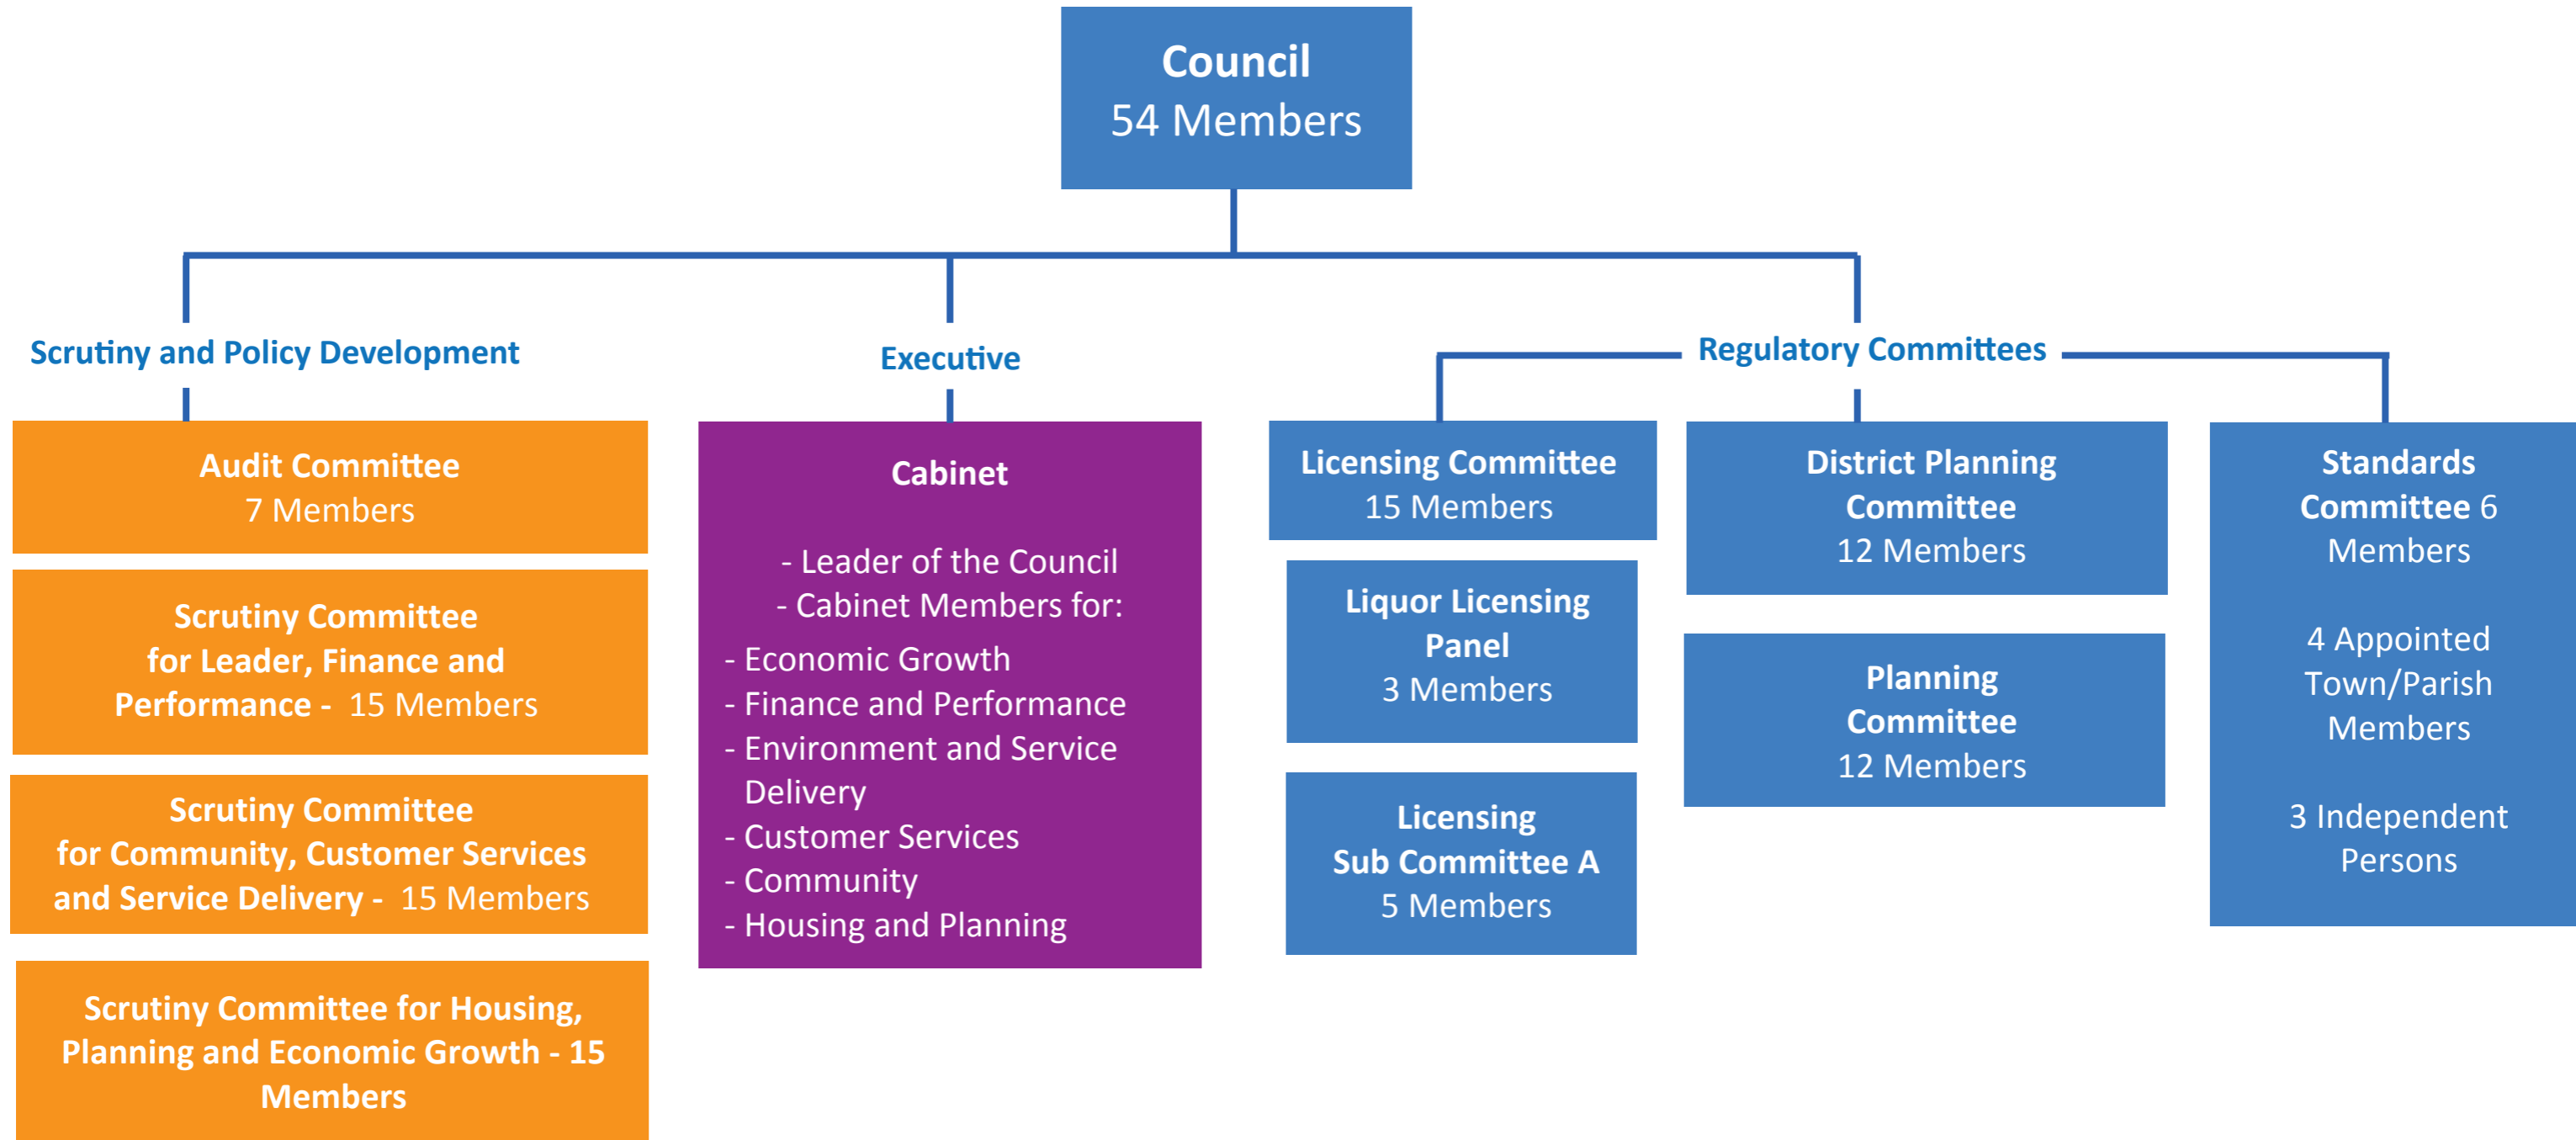 Council
54 Members
Scrutiny and Policy Development
Executive
Regulatory Committees
Audit Committee
7 Members
Scrutiny Committee
for Leader, Finance and
Performance - 15 Members
Scrutiny Committee
for Community, Customer Services
and Service Delivery - 15 Members
Scrutiny Committee for Housing,
Planning and Economic Growth - 15
Members
Cabinet
- Leader of the Council
- Cabinet Members for:
- Economic Growth
- Finance and Performance
- Environment and Service
Delivery
- Customer Services
- Community
- Housing and Planning
Licensing Committee
15 Members
Liquor Licensing
Panel
3 Members
Licensing
Sub Committee A
5 Members
District Planning
Committee
12 Members
Planning
Committee
12 Members
Standards
Committee 6
Members
4 Appointed
Town/Parish
Members
3 Independent
Persons